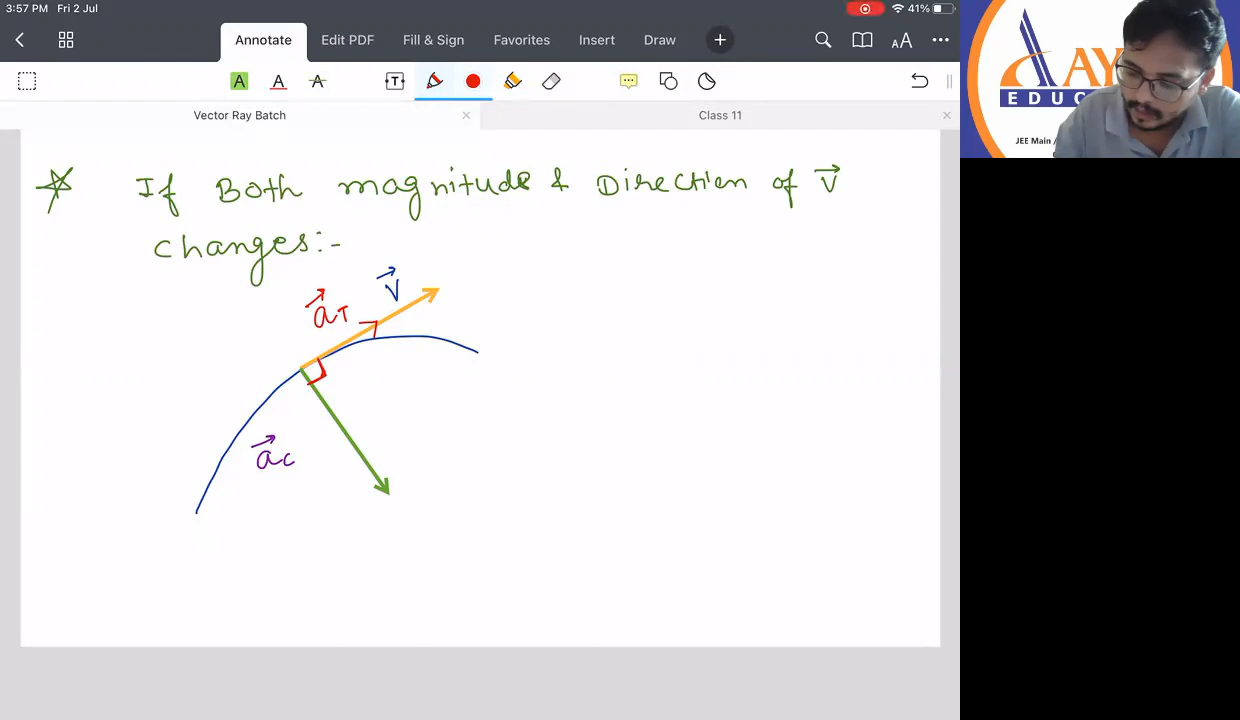 3:57 PM Fri 2 Jul
41%
Annotate
Edit PDF
Fill & Sign
Favorites
Insert
Draw
Vector Ray Batch
Class 11
If Both magnitude & Direction of V⃗
changes:-
a⃗T
V⃗
a⃗c
AY
EDUC
JEE Main /